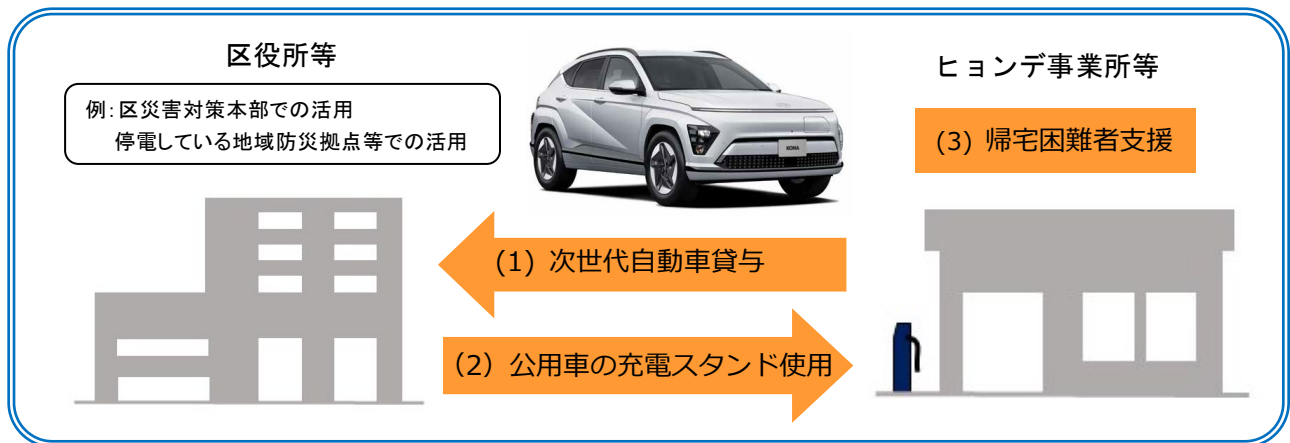 区役所等
例：区災害対策本部での活用
停電している地域防災拠点等での活用
KONA
ヒョンデ事業所等
(3) 帰宅困難者支援
(1) 次世代自動車貸与
(2) 公用車の充電スタンド使用